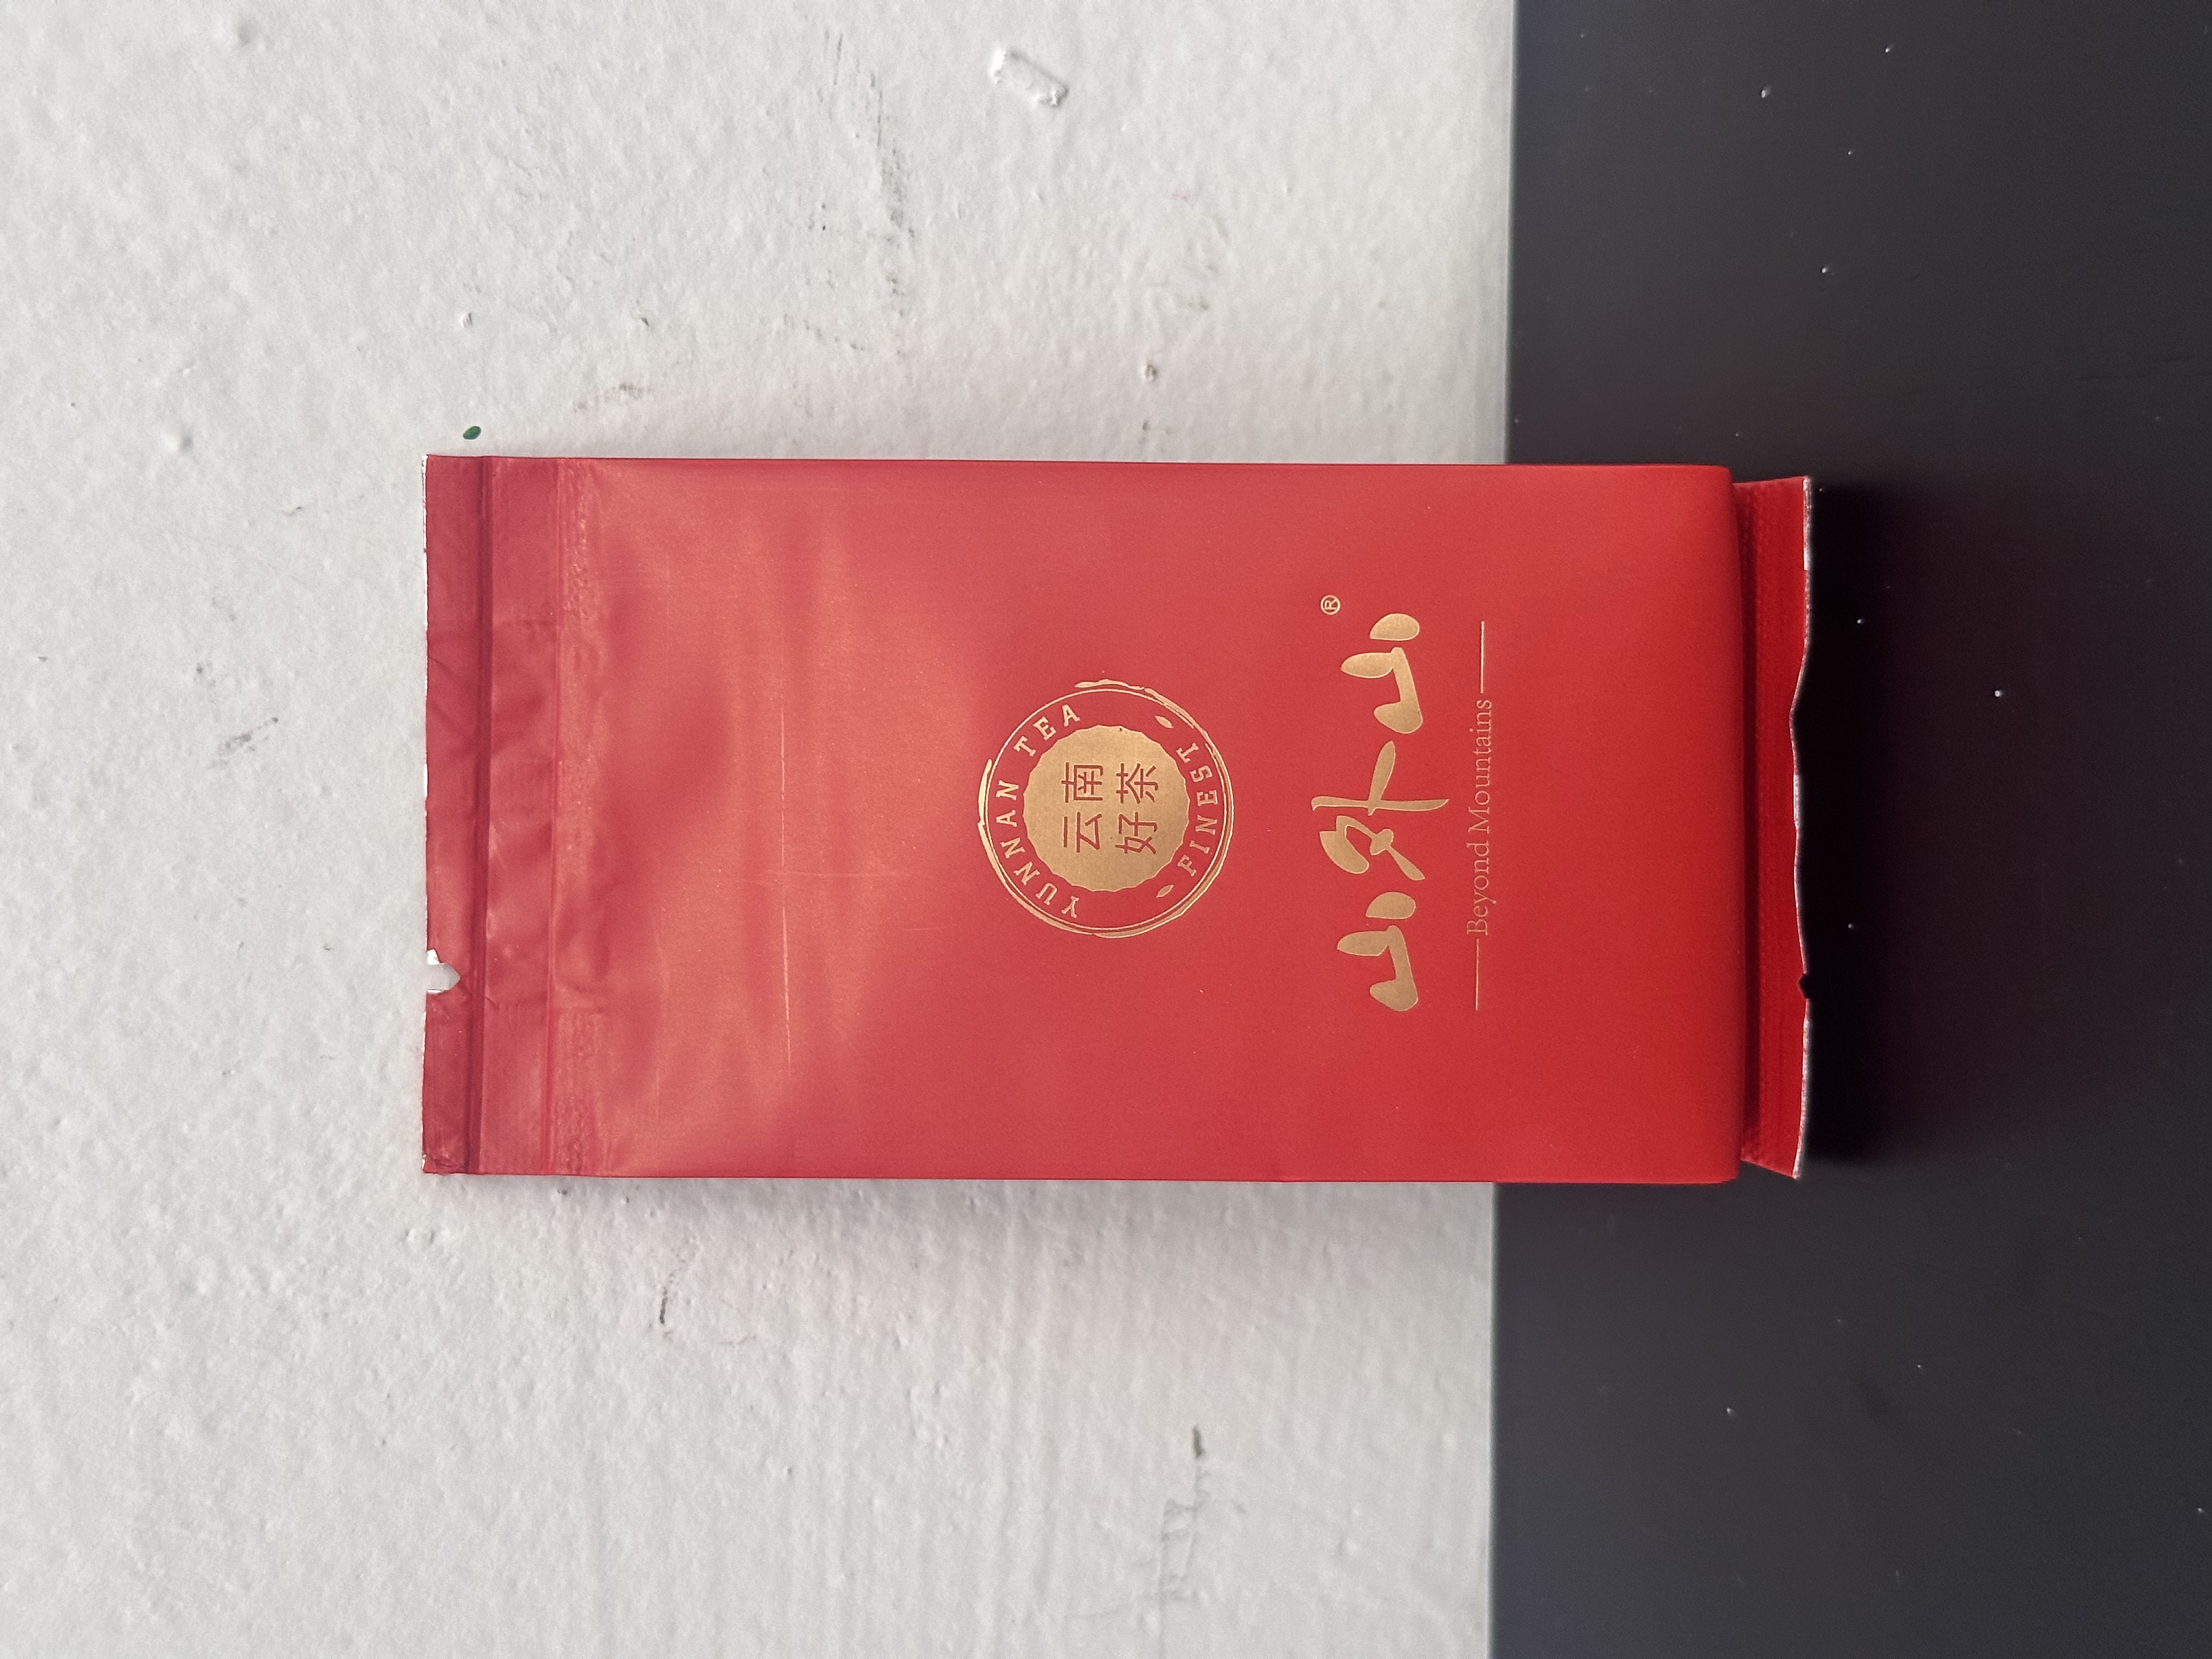 YUNNAN TEA
云南
好茶
FINEST
山外山®
Beyond Mountains